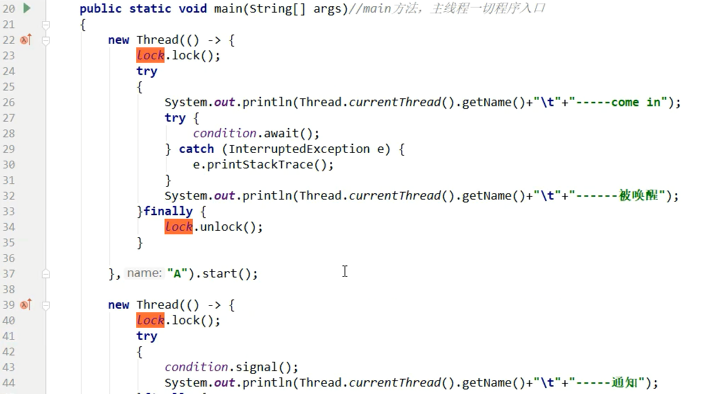 20 public static void main(String[] args)//main方法，主线程一切程序入口
21 {
22 new Thread(() -> {
23 lock.lock();
24 try
25 {
26 System.out.println(Thread.currentThread().getName()+"\t"+"-----come in");
27 try {
28 condition.await();
29 } catch (InterruptedException e) {
30 e.printStackTrace();
31 }
32 System.out.println(Thread.currentThread().getName()+"\t"+"------被唤醒");
33 }finally {
34 lock.unlock();
35 }
36
37 }, name: "A").start();
38
39 new Thread(() -> {
40 lock.lock();
41 try
42 {
43 condition.signal();
44 System.out.println(Thread.currentThread().getName()+"\t"+"-----通知");